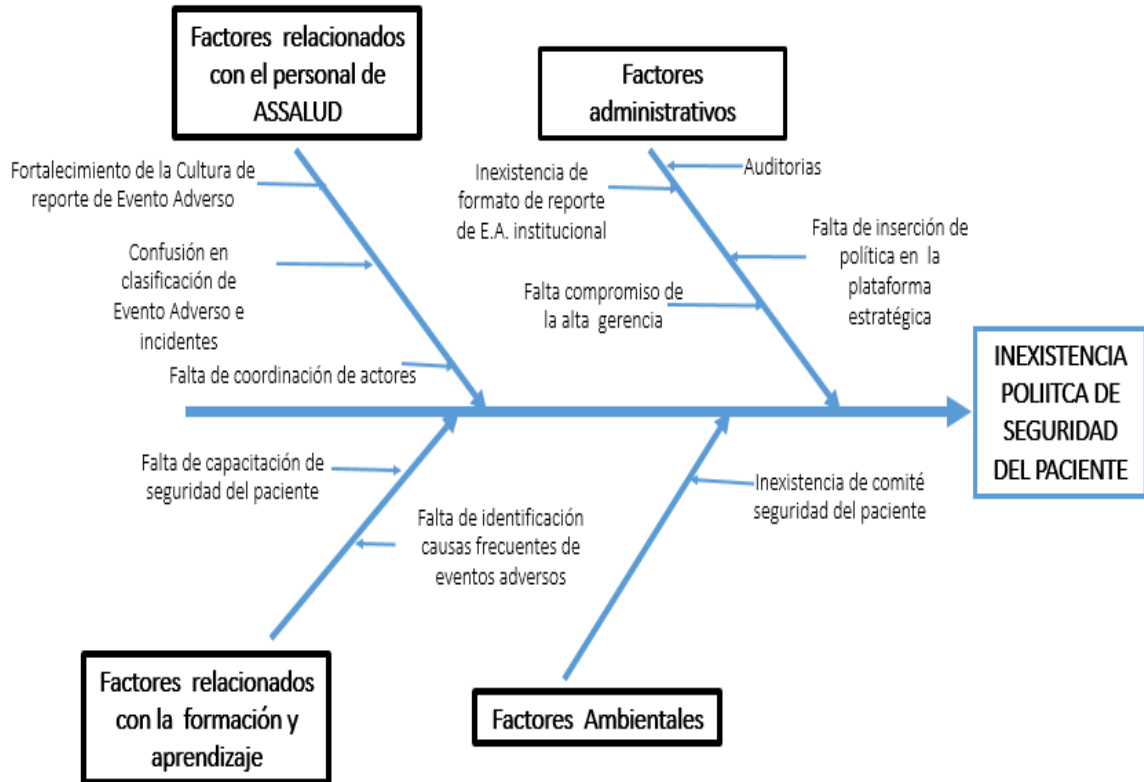 Factores relacionados
con el personal de
ASSALUD
Factores
administrativos
Fortalecimiento de la Cultura de
reporte de Evento Adverso
Confusión en
clasificación de
Evento Adverso e
incidentes
Falta de coordinación de actores
Inexistencia de
formato de reporte
de E.A. institucional
Auditorias
Falta de inserción de
política en la
plataforma
estratégica
Falta compromiso de
la alta gerencia
INEXISTENCIA
POLIITCA DE
SEGURIDAD
DEL PACIENTE
Falta de capacitación de
seguridad del paciente
Falta de identificación
causas frecuentes de
eventos adversos
Inexistencia de comité
seguridad del paciente
Factores relacionados
con la formación y
aprendizaje
Factores Ambientales